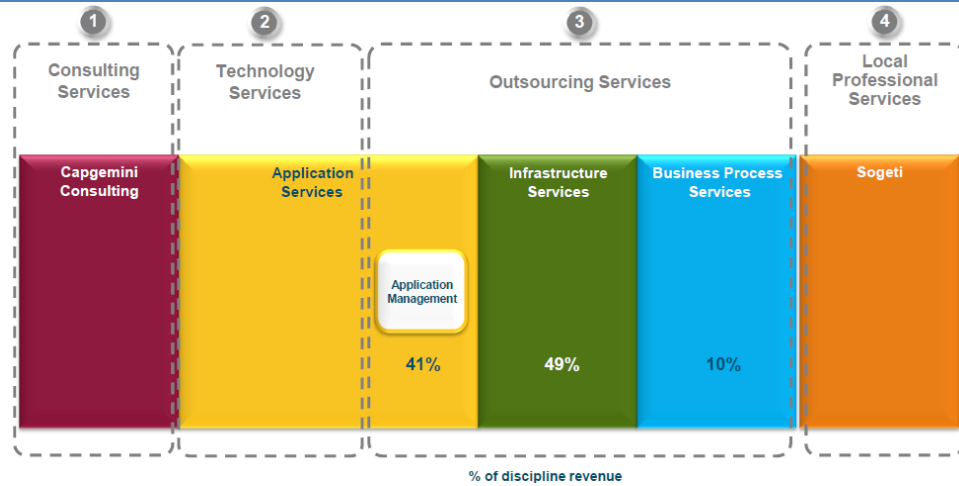 1
2
3
4
Consulting
Services
Technology
Services
Outsourcing Services
Local
Professional
Services
Capgemini
Consulting
Application
Services
Infrastructure
Services
Business Process
Services
Sogeti
Application
Management
41%
49%
10%
% of discipline revenue